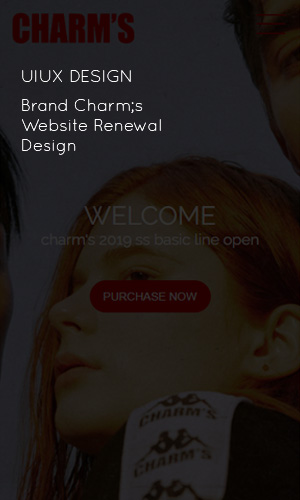 CHARM'S
UIUX DESIGN
Brand Charm;s
Website Renewal
Design
WELCOME
charm's 2019 ss basic line open
PURCHASE NOW
CHARM'S
CHARM'S